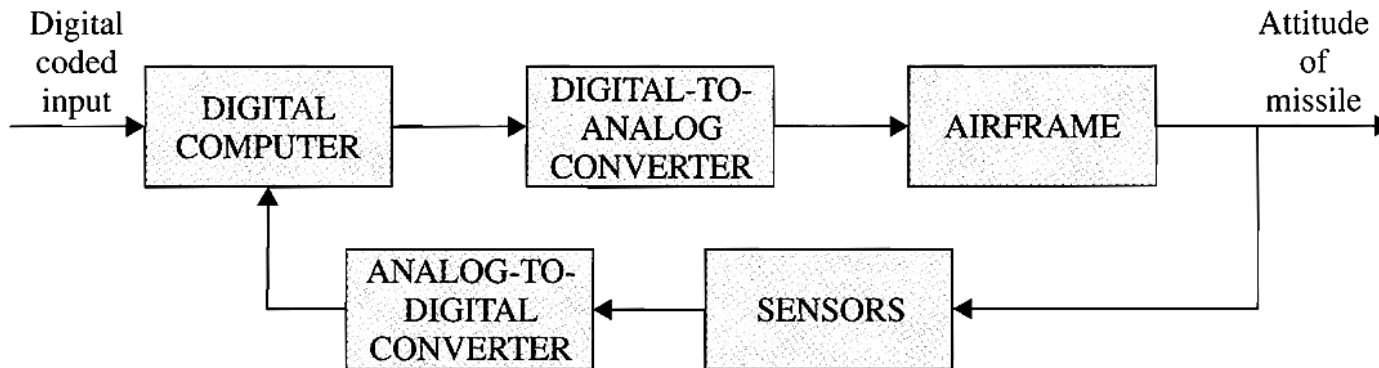 Digital
coded
input
DIGITAL
COMPUTER
DIGITAL-TO-
ANALOG
CONVERTER
AIRFRAME
Attitude
of
missile
ANALOG-TO-
DIGITAL
CONVERTER
SENSORS